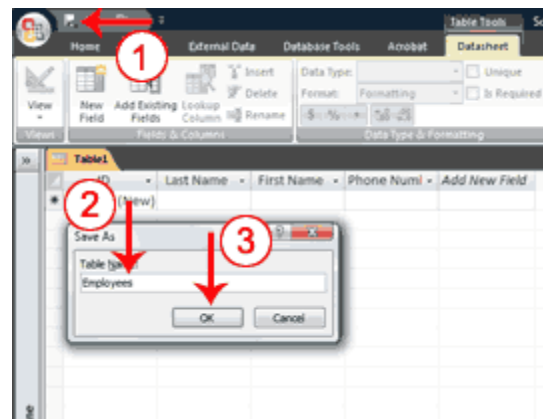 Table Tools
Home External Data Database Tools Acrobat Datasheet
1
View
New Field
Add Existing Fields
Lookup Column
Insert
Delete
Rename
Data Type:
Format: Formatting
$ %
Unique
Is Required
Views Fields & Columns Data Type & Formatting
» Table1
ID Last Name First Name Phone Numl Add New Field
(New)
2
3
Save As
Table Name:
Employees
OK Cancel